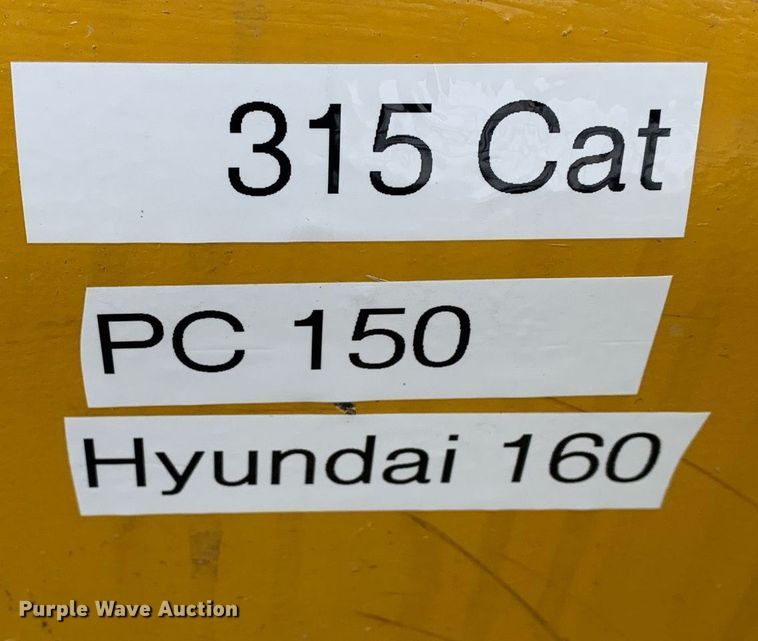 315 Cat
PC 150
Hyundai 160
Purple Wave Auction